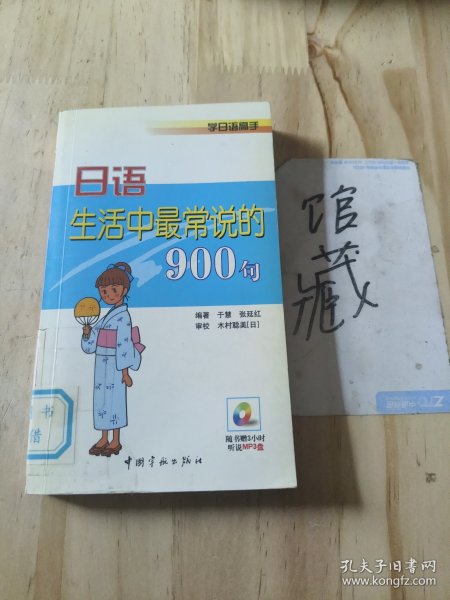 学日语高手
日语
生活中最常说的
900句
编著 于慧 张延红
审校 木村聪美[日]
随书赠3小时
听说MP3盘
中国宇航出版社
书
借
馆
藏
孔夫子旧书网
www.kongfz.com